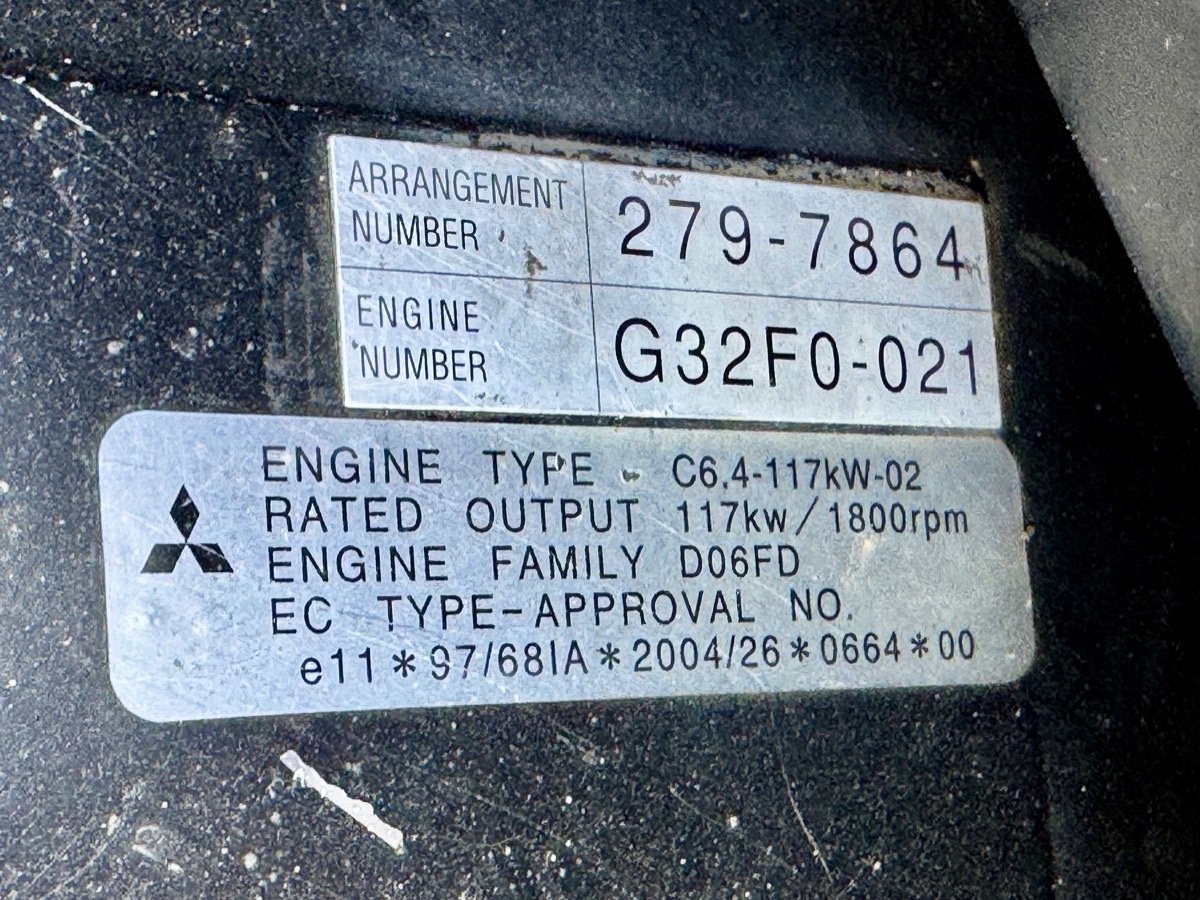 ARRANGEMENT
NUMBER
279-7864
ENGINE
NUMBER
G32F0-021
ENGINE TYPE - C6.4-117kW-02
RATED OUTPUT 117kw/1800rpm
ENGINE FAMILY D06FD
EC TYPE-APPROVAL NO.
e11*97/68IA*2004/26*0664*00